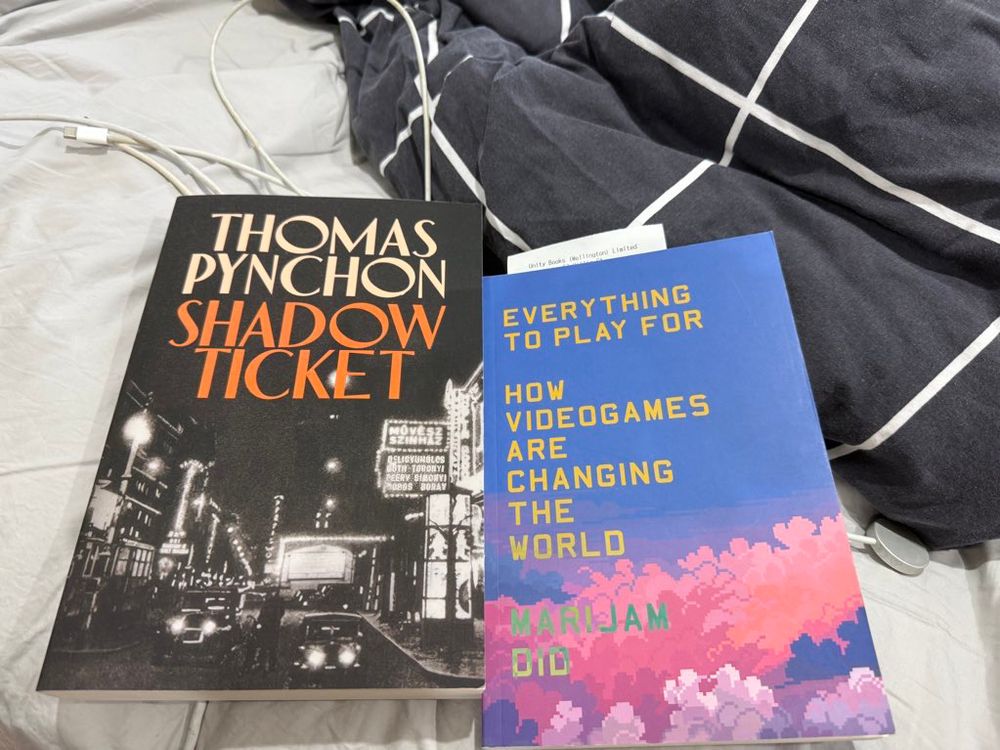 THOMAS
PYNCHON
SHADOW
TICKET
MŰVÉSZ
SZINHÁZ
Unity Books (Wellington) Limited
EVERYTHING
TO PLAY FOR
HOW
VIDEOGAMES
ARE
CHANGING
THE
WORLD
MARIJAM
DID